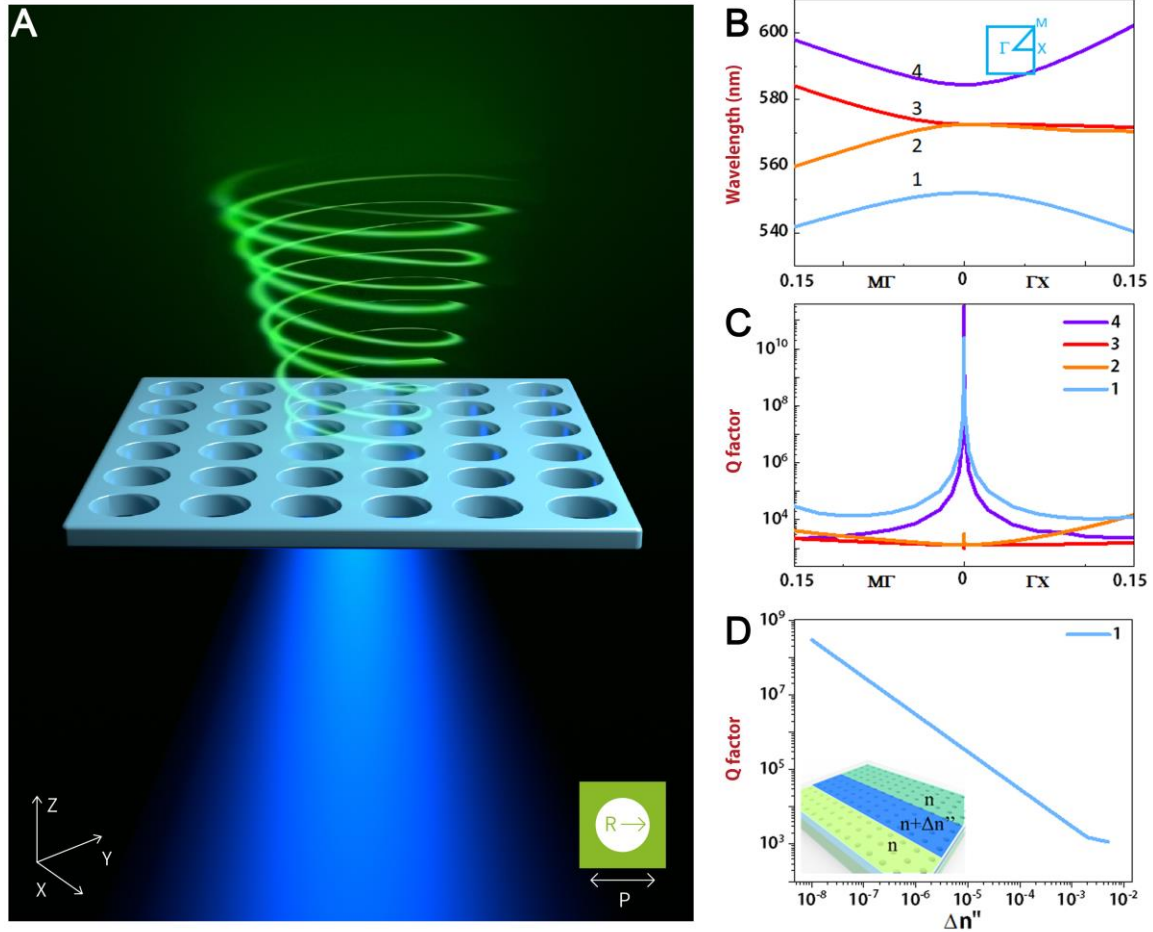 A
Z
Y
X
R
P
B
Wavelength (nm)
600
580
560
540
M
Γ
X
4
3
2
1
0.15
MΓ
0
ΓX
0.15
C
Q factor
10¹⁰
10⁸
10⁶
10⁴
4
3
2
1
0.15
MΓ
0
ΓX
0.15
D
Q factor
10⁹
10⁷
10⁵
10³
1
n
n+Δn"
n
10⁻⁸
10⁻⁷
10⁻⁶
10⁻⁵
10⁻⁴
10⁻³
10⁻²
Δn"